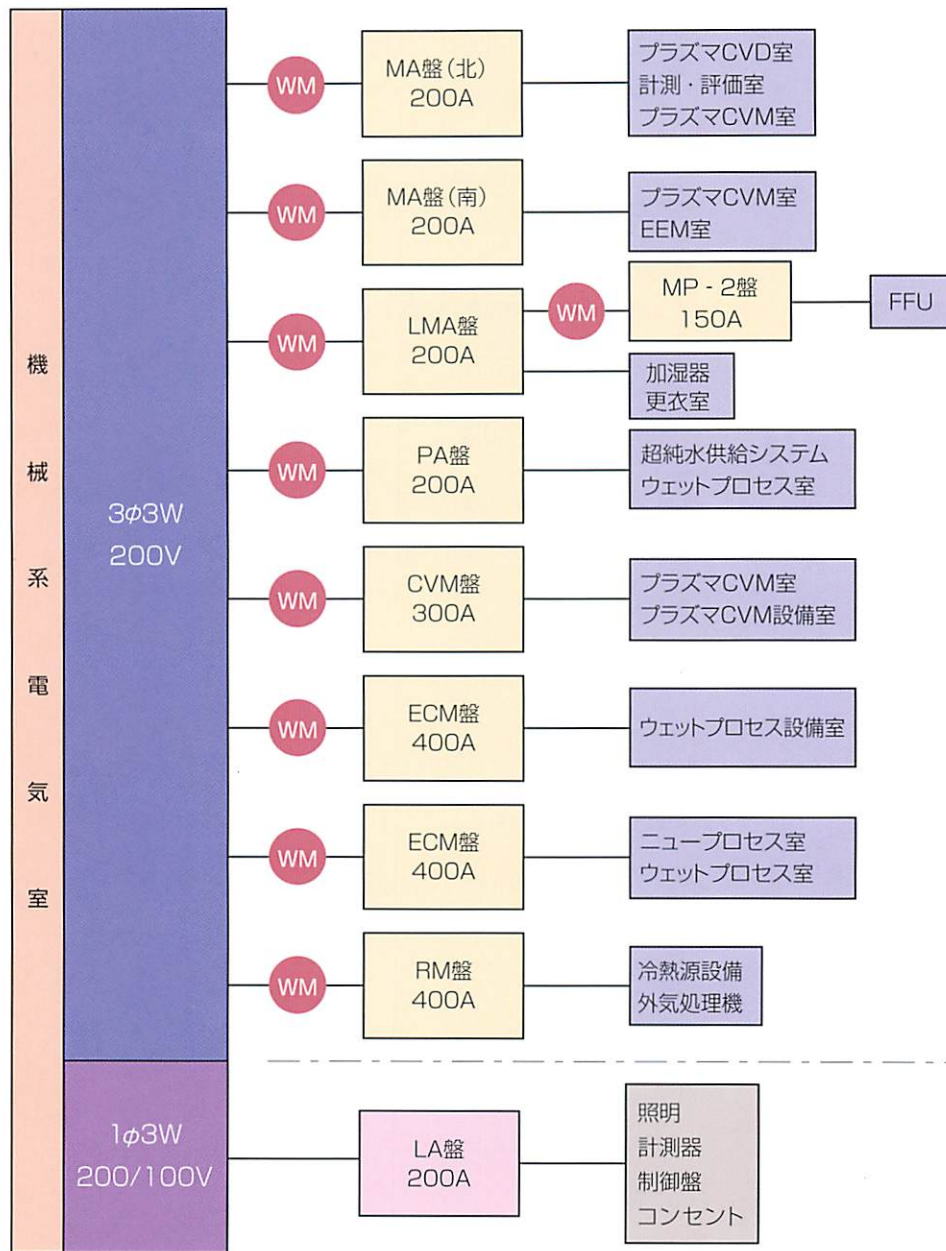 機械系電気室
3φ3W
200V
WM
MA盤(北)
200A
プラズマCVD室
計測・評価室
プラズマCVM室
WM
MA盤(南)
200A
プラズマCVM室
EEM室
WM
LMA盤
200A
WM
MP - 2盤
150A
FFU
加湿器
更衣室
WM
PA盤
200A
超純水供給システム
ウェットプロセス室
WM
CVM盤
300A
プラズマCVM室
プラズマCVM設備室
WM
ECM盤
400A
ウェットプロセス設備室
WM
ECM盤
400A
ニュープロセス室
ウェットプロセス室
WM
RM盤
400A
冷熱源設備
外気処理機
1φ3W
200/100V
LA盤
200A
照明
計測器
制御盤
コンセント